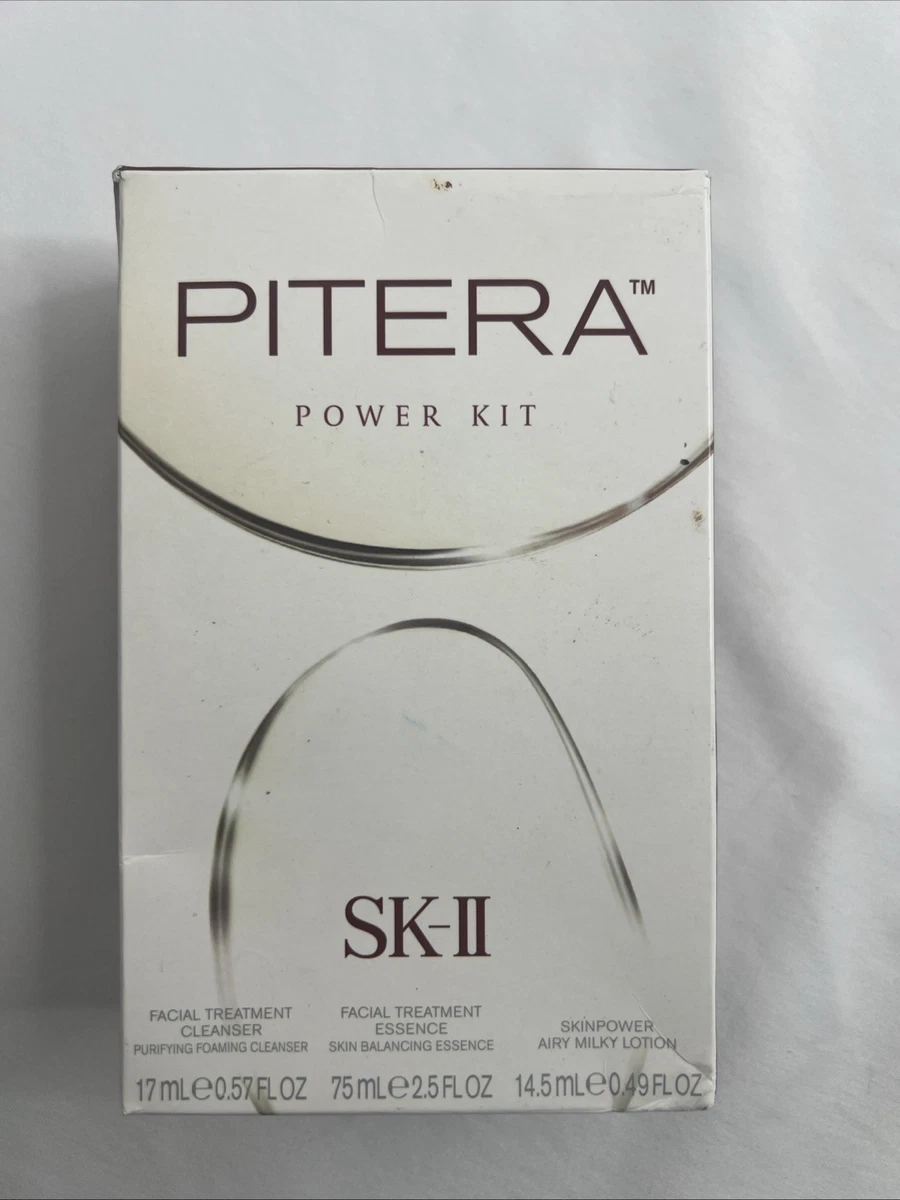 PITERA™
POWER KIT
SK-II
FACIAL TREATMENT
CLEANSER
PURIFYING FOAMING CLEANSER
17 mL℮0.57 FL OZ
FACIAL TREATMENT
ESSENCE
SKIN BALANCING ESSENCE
75 mL℮2.5 FL OZ
SKINPOWER
AIRY MILKY LOTION
14.5 mL℮0.49 FL OZ